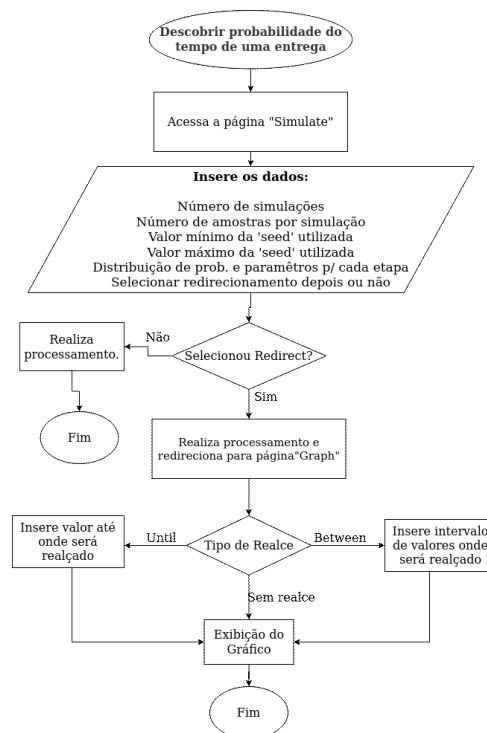 Descobrir probabilidade do
tempo de uma entrega
Acessa a página "Simulate"
Insere os dados:
Número de simulações
Número de amostras por simulação
Valor mínimo da 'seed' utilizada
Valor máximo da 'seed' utilizada
Distribuição de prob. e paramêtros p/ cada etapa
Selecionar redirecionamento depois ou não
Selecionou Redirect?
Não
Realiza
processamento.
Fim
Sim
Realiza processamento e
redireciona para página"Graph"
Tipo de Realce
Until
Insere valor até
onde será
realçado
Between
Insere intervalo
de valores onde
será realçado
Sem realce
Exibição do
Gráfico
Fim